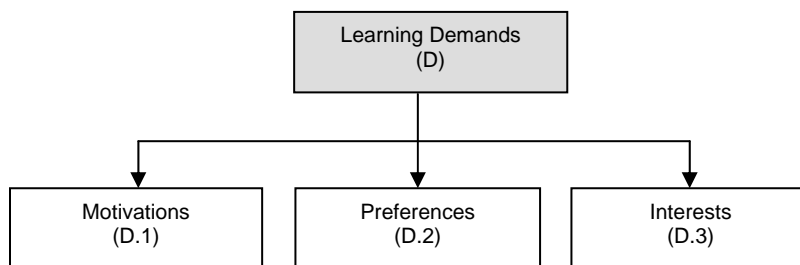 Learning Demands
(D)
Motivations
(D.1)
Preferences
(D.2)
Interests
(D.3)